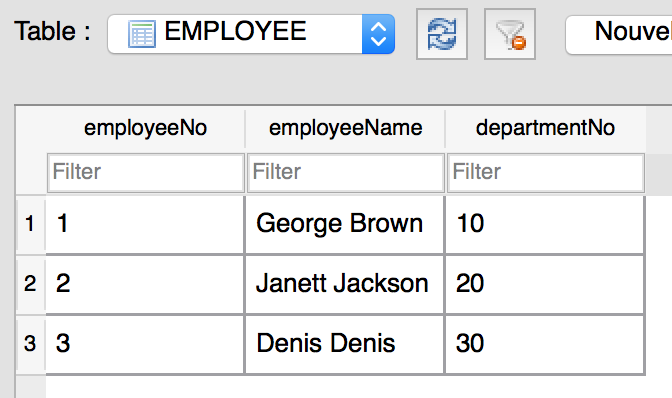 Table : EMPLOYEE Nouvel
employeeNo employeeName departmentNo
Filter Filter Filter
1 1 George Brown 10
2 2 Janett Jackson 20
3 3 Denis Denis 30